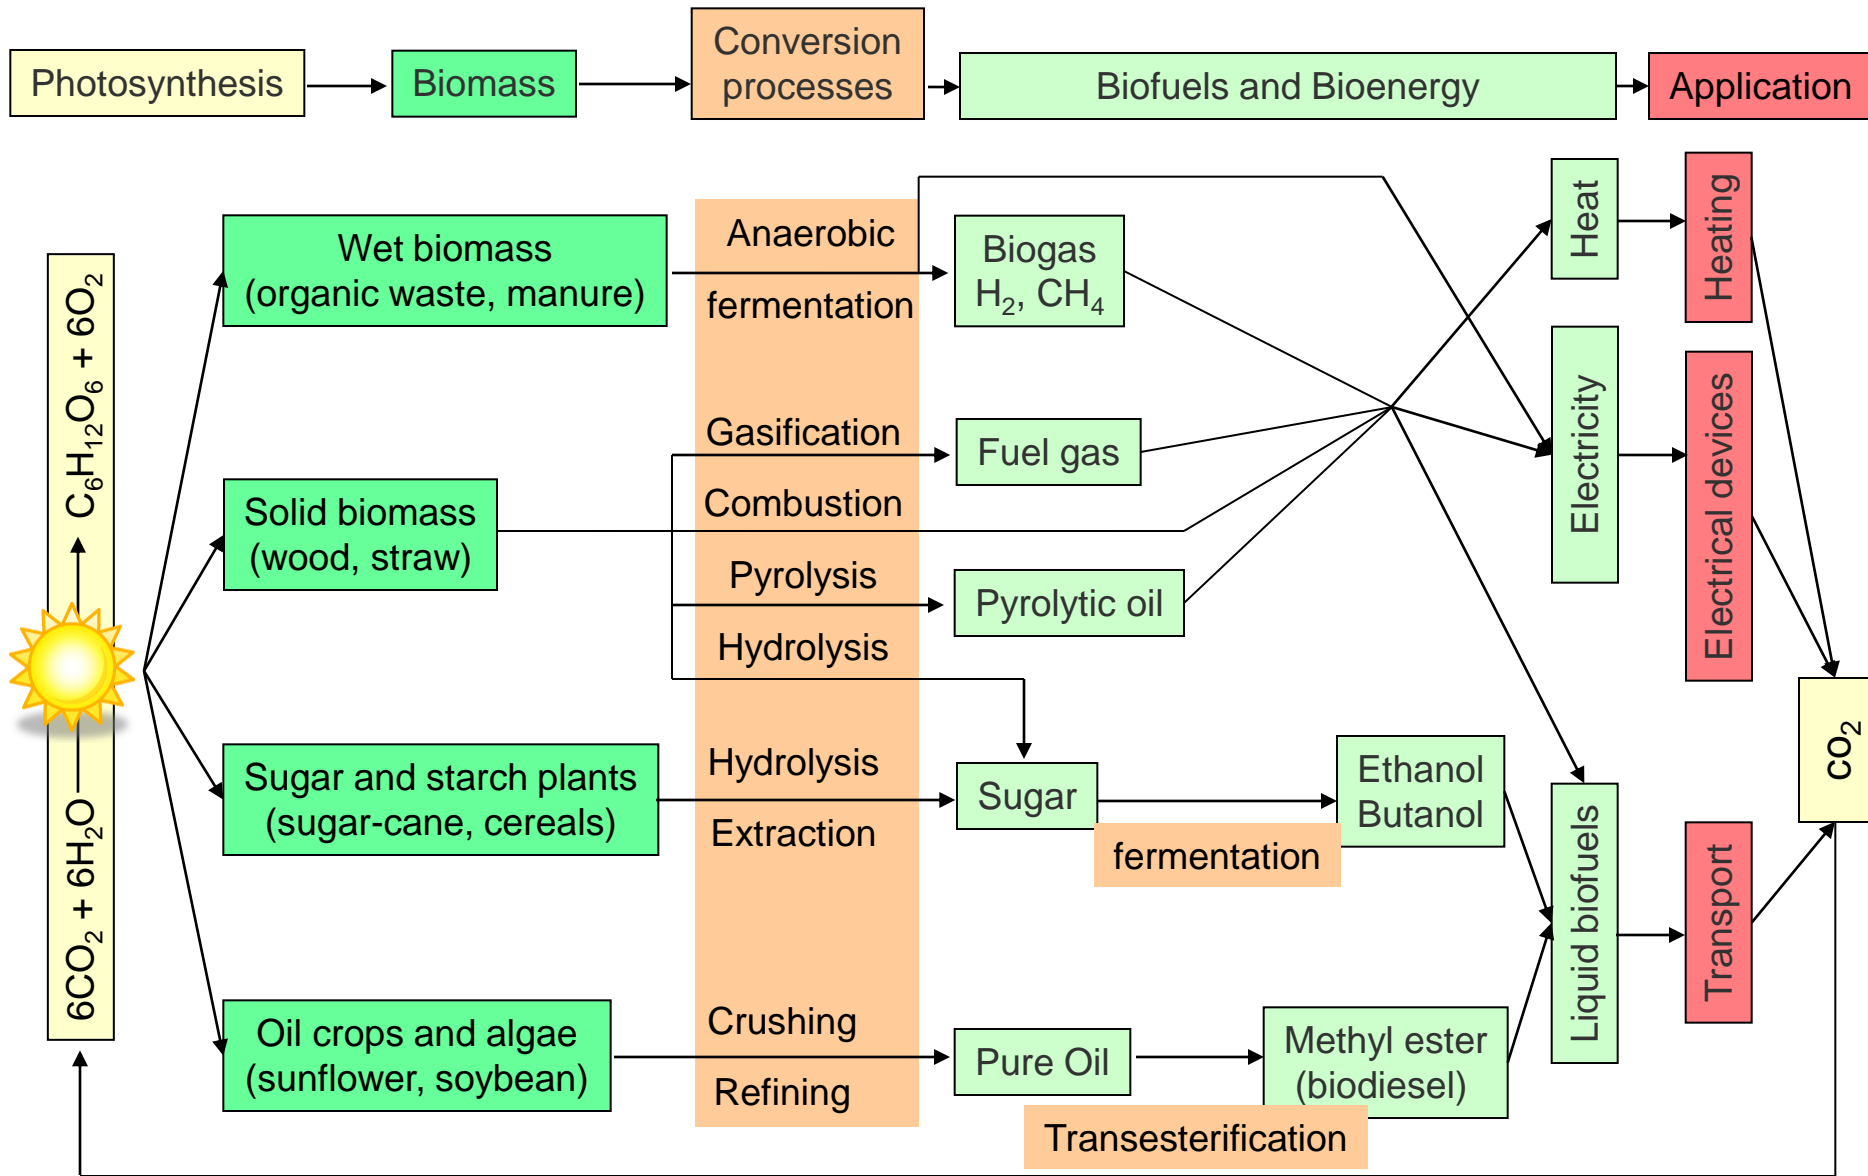 Photosynthesis
Biomass
Conversion
processes
Biofuels and Bioenergy
Application
6CO₂ + 6H₂O
C₆H₁₂O₆ + 6O₂
Wet biomass
(organic waste, manure)
Solid biomass
(wood, straw)
Sugar and starch plants
(sugar-cane, cereals)
Oil crops and algae
(sunflower, soybean)
Anaerobic
fermentation
Gasification
Combustion
Pyrolysis
Hydrolysis
Hydrolysis
Extraction
Crushing
Refining
Biogas
H₂, CH₄
Fuel gas
Pyrolytic oil
Sugar
fermentation
Ethanol
Butanol
Pure Oil
Transesterification
Methyl ester
(biodiesel)
Heat
Electricity
Liquid biofuels
Heating
Electrical devices
Transport
co₂